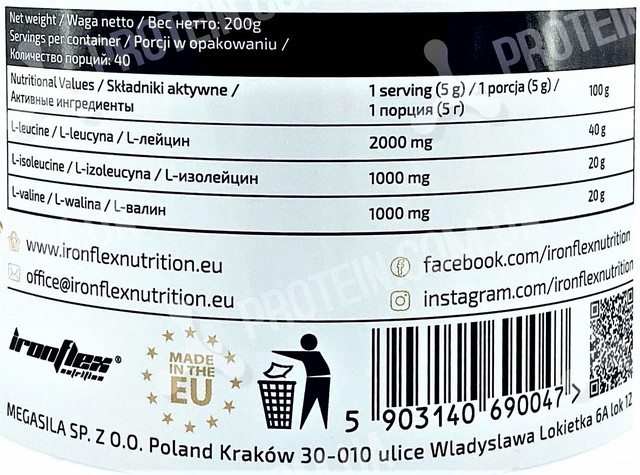 Net weight / Waga netto / Вес нетто: 200g
Servings per container / Porcji w opakowaniu /
Количество порций: 40
Nutritional Values / Składniki aktywne / 1 serving (5 g) / 1 porcja (5 g) / 100 g
Активные ингредиенты 1 порция (5 г)
L-leucine / L-leucyna / L-лейцин 2000 mg 40 g
L-isoleucine / L-izoleucyna / L-изолейцин 1000 mg 20 g
L-valine / L-walina / L-валин 1000 mg 20 g
www.ironflexnutrition.eu facebook.com/ironflexnutrition
office@ironflexnutrition.eu instagram.com/ironflexnutrition
ironflex®
nutrition
MADE
IN THE
EU
5 903140 690047 >
MEGASILA SP. Z O.O. Poland Kraków 30-010 ulice Wladyslawa Lokietka 6A lok 12
PROTEIN.COM.UA